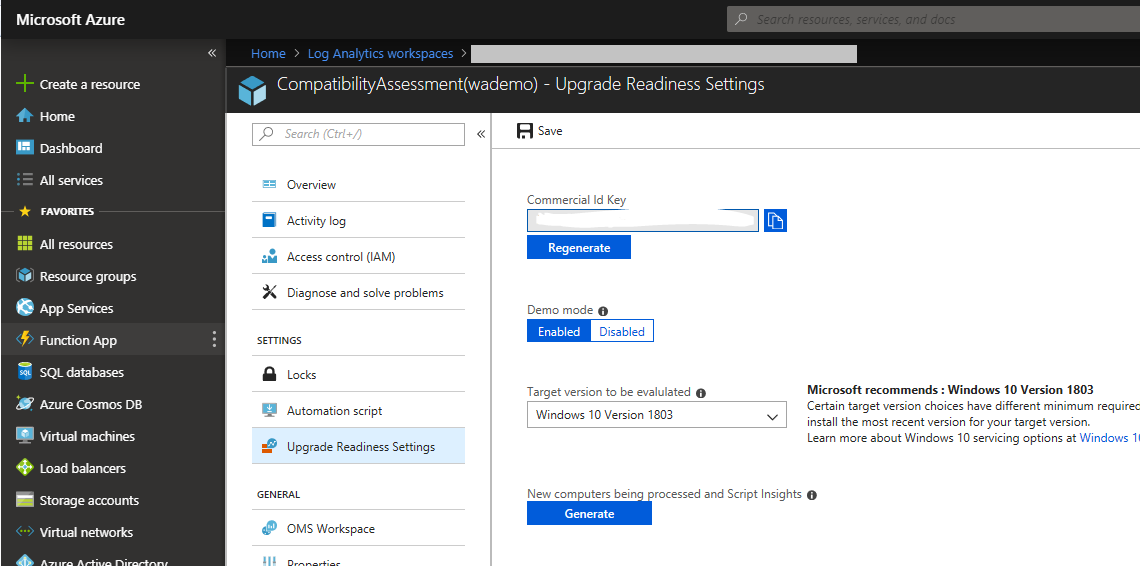 Microsoft Azure
Search resources, services, and docs
«
Create a resource
Home
Dashboard
All services
FAVORITES
All resources
Resource groups
App Services
Function App
SQL databases
Azure Cosmos DB
Virtual machines
Load balancers
Storage accounts
Virtual networks
Azure Active Directory
Home > Log Analytics workspaces >
CompatibilityAssessment(wademo) - Upgrade Readiness Settings
Search (Ctrl+/)
«
Overview
Activity log
Access control (IAM)
Diagnose and solve problems
SETTINGS
Locks
Automation script
Upgrade Readiness Settings
GENERAL
OMS Workspace
Properties
Save
Commercial Id Key
Regenerate
Demo mode
Enabled Disabled
Target version to be evalulated
Windows 10 Version 1803
Microsoft recommends : Windows 10 Version 1803
Certain target version choices have different minimum required
install the most recent version for your target version.
Learn more about Windows 10 servicing options at Windows 10
New computers being processed and Script Insights
Generate